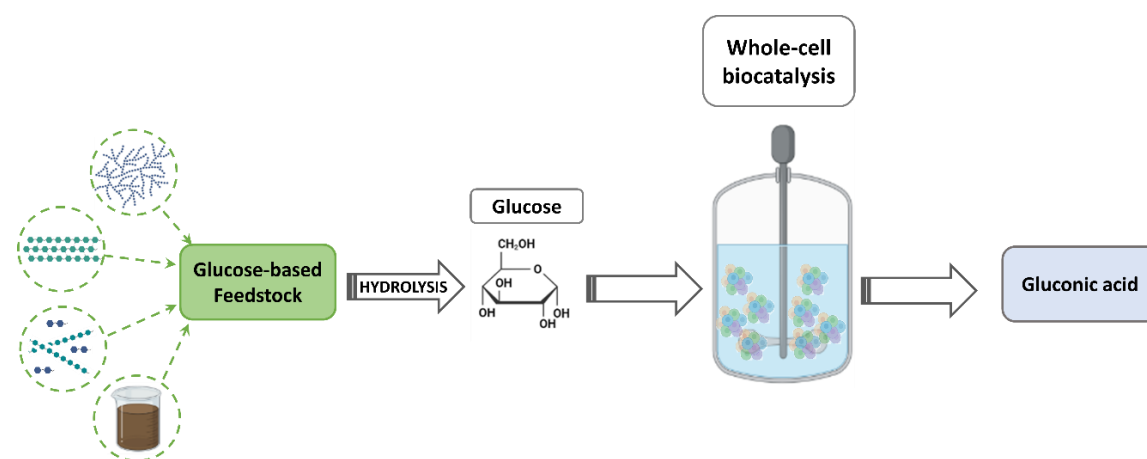 Whole-cell
biocatalysis
Glucose
Glucose-based
Feedstock
HYDROLYSIS
CH₂OH
O
OH
OH
OH
OH
Gluconic acid